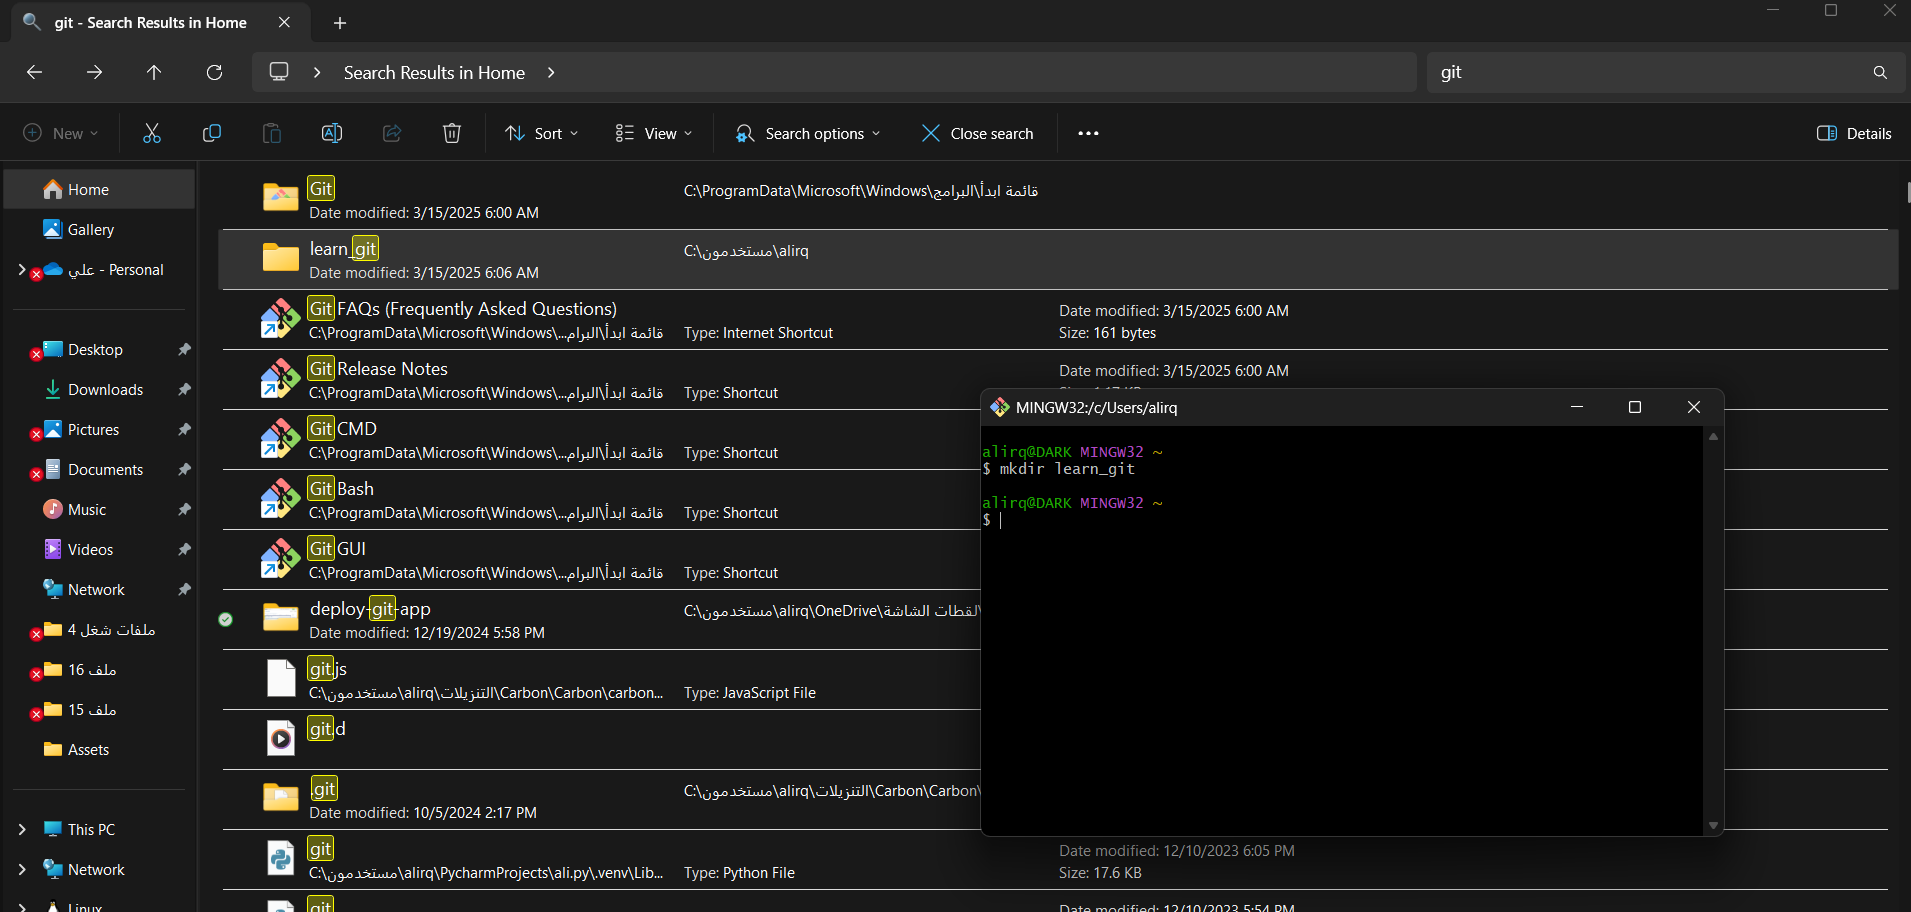 git - Search Results in Home
Search Results in Home
git
New
Sort
View
Search options
Close search
Details
Home
Gallery
علي - Personal
Desktop
Downloads
Pictures
Documents
Music
Videos
Network
ملفات شغل 4
ملف 16
ملف 15
Assets
This PC
Network
Linux
Git
C:\ProgramData\Microsoft\Windows\قائمة ابدأ\البرامج
Date modified: 3/15/2025 6:00 AM
learn_git
C:\مستخدمون\alirq
Date modified: 3/15/2025 6:06 AM
Git FAQs (Frequently Asked Questions)
C:\ProgramData\Microsoft\Windows\...قائمة ابدأ\البرام
Type: Internet Shortcut
Date modified: 3/15/2025 6:00 AM
Size: 161 bytes
Git Release Notes
C:\ProgramData\Microsoft\Windows\...قائمة ابدأ\البرام
Type: Shortcut
Date modified: 3/15/2025 6:00 AM
Git CMD
C:\ProgramData\Microsoft\Windows\...قائمة ابدأ\البرام
Type: Shortcut
Git Bash
C:\ProgramData\Microsoft\Windows\...قائمة ابدأ\البرام
Type: Shortcut
Git GUI
C:\ProgramData\Microsoft\Windows\...قائمة ابدأ\البرام
Type: Shortcut
deploy-git-app
C:\مستخدمون\alirq\OneDrive\لقطات الشاشة\
Date modified: 12/19/2024 5:58 PM
git.js
C:\مستخدمون\alirq\التنزيلات\Carbon\Carbon\carbon...
Type: JavaScript File
git.d
.git
C:\مستخدمون\alirq\التنزيلات\Carbon\Carbon\
Date modified: 10/5/2024 2:17 PM
git
C:\مستخدمون\alirq\PycharmProjects\ali.py\.venv\Lib...
Type: Python File
Date modified: 12/10/2023 6:05 PM
Size: 17.6 KB
git
Date modified: 12/10/2023 5:54 PM
MINGW32:/c/Users/alirq
alirq@DARK MINGW32 ~
$ mkdir learn_git
alirq@DARK MINGW32 ~
$